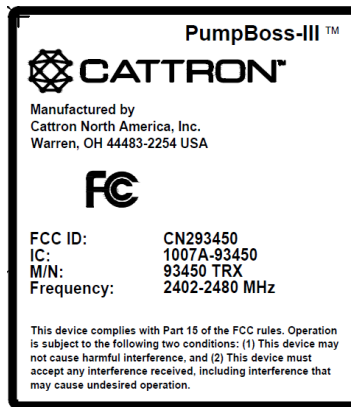 PumpBoss-III ™
CATTRON™
Manufactured by
Cattron North America, Inc.
Warren, OH 44483-2254 USA
FC
FCC ID: CN293450
IC: 1007A-93450
M/N: 93450 TRX
Frequency: 2402-2480 MHz
This device complies with Part 15 of the FCC rules. Operation
is subject to the following two conditions: (1) This device may
not cause harmful interference, and (2) This device must
accept any interference received, including interference that
may cause undesired operation.